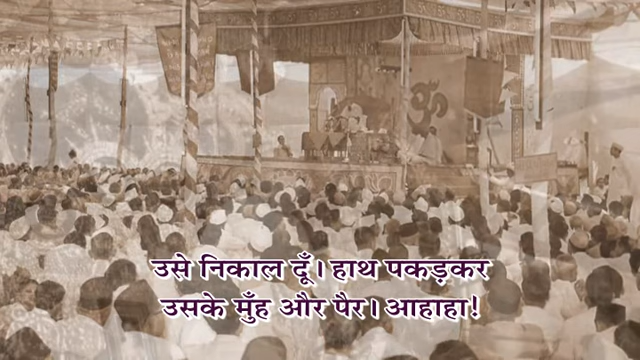 ॐ
उसे निकाल दूँ। हाथ पकड़कर
उसके मुँह और पैर। आहाहा!